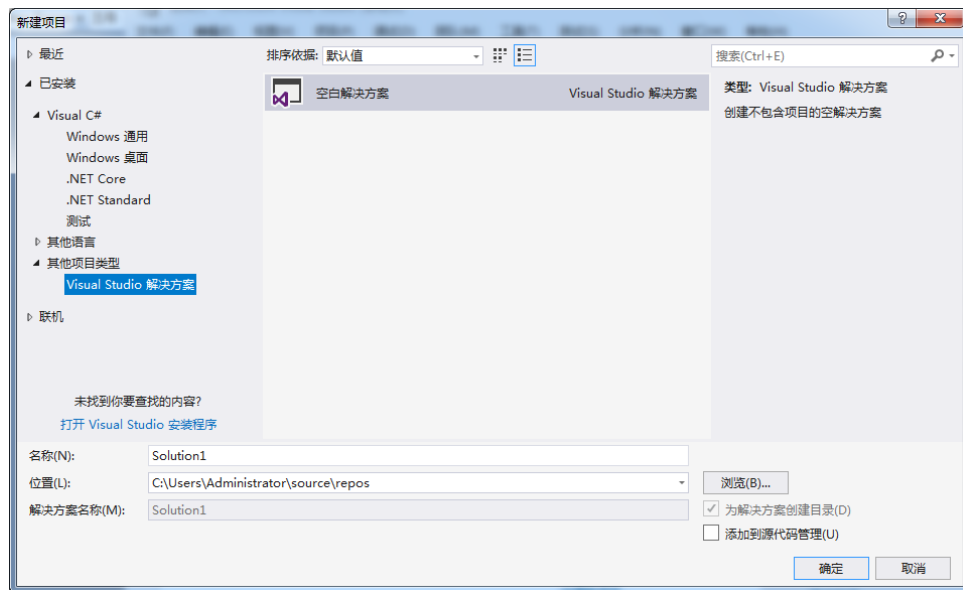 新建项目
最近
排序依据: 默认值
搜索(Ctrl+E)
已安装
空白解决方案
Visual Studio 解决方案
类型: Visual Studio 解决方案
创建不包含项目的空解决方案
Visual C#
Windows 通用
Windows 桌面
.NET Core
.NET Standard
测试
其他语言
其他项目类型
Visual Studio 解决方案
联机
未找到你要查找的内容?
打开 Visual Studio 安装程序
名称(N): Solution1
位置(L): C:\Users\Administrator\source\repos
浏览(B)...
解决方案名称(M): Solution1
为解决方案创建目录(D)
添加到源代码管理(U)
确定
取消